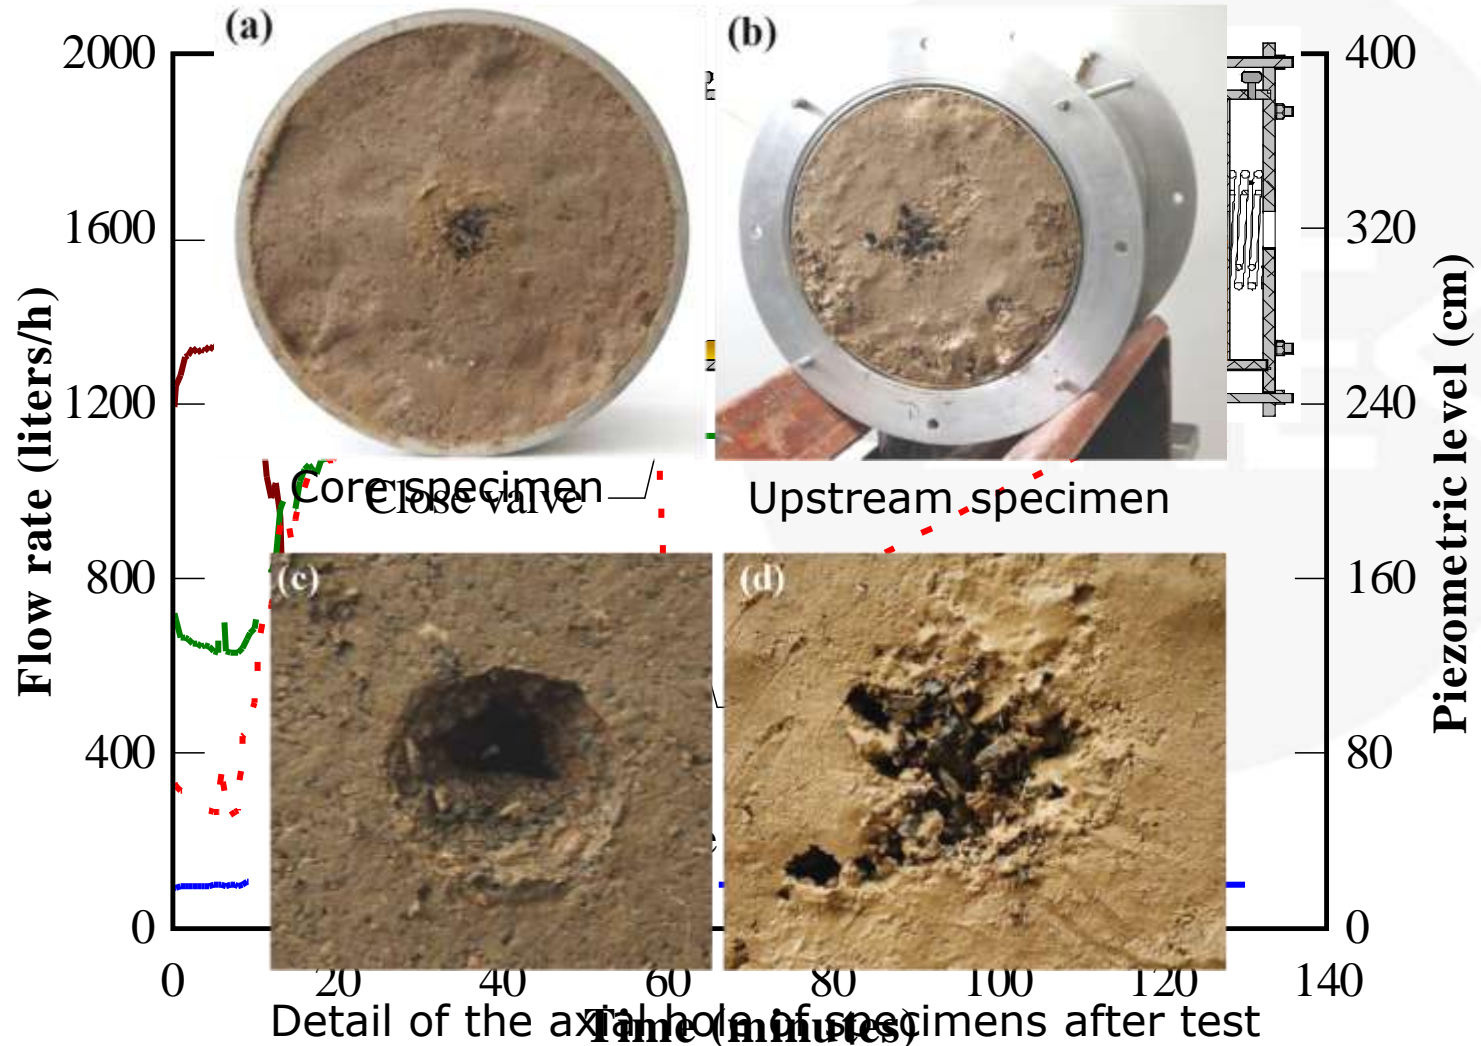 (a)
(b)
2000
1600
1200
800
400
0
Flow rate (liters/h)
400
320
240
160
80
0
Piezometric level (cm)
Core specimen
Close valve
Upstream specimen
(c)
(d)
0
20
40
60
80
100
120
140
Time (minutes)
Detail of the axial hole of specimens after test